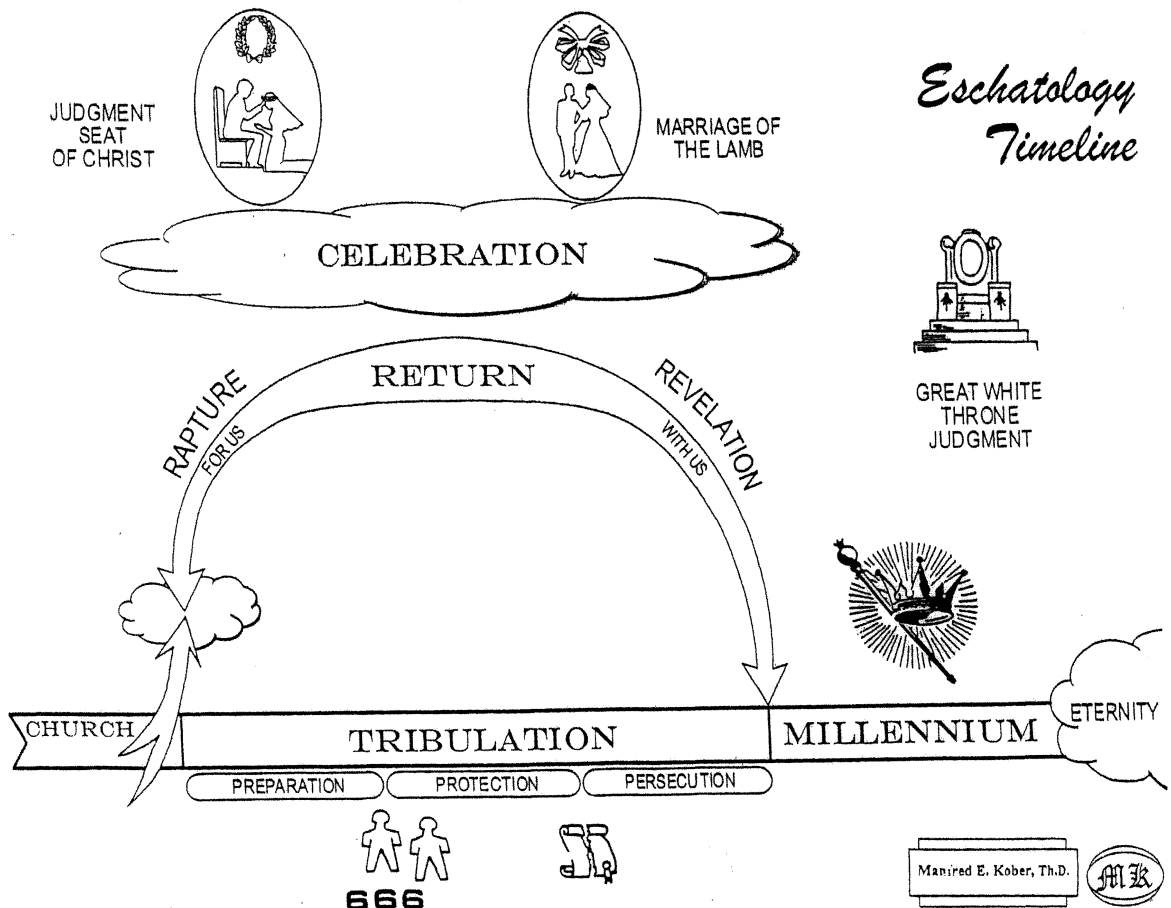 Eschatology
Timeline
JUDGMENT
SEAT
OF CHRIST
MARRIAGE OF
THE LAMB
CELEBRATION
RETURN
RAPTURE
FOR US
REVELATION
WITH US
GREAT WHITE
THRONE
JUDGMENT
CHURCH
TRIBULATION
MILLENNIUM
ETERNITY
PREPARATION
PROTECTION
PERSECUTION
666
Manfred E. Kober, Th.D.
MK